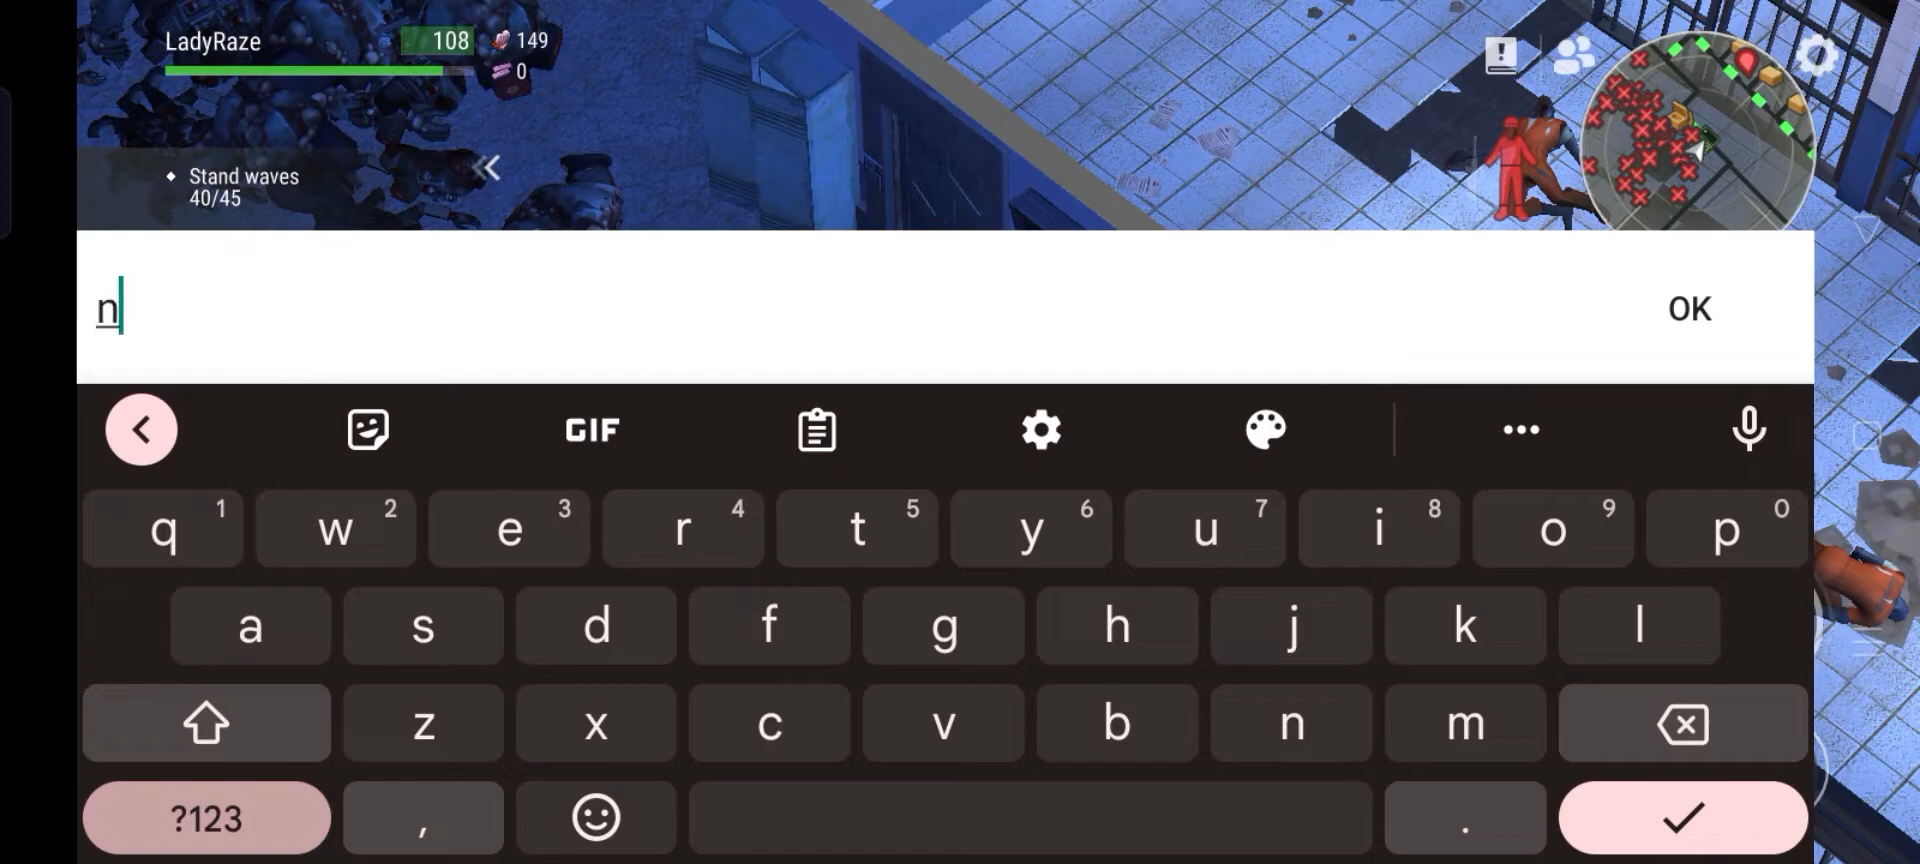 LadyRaze 108 149
0
Stand waves
40/45
n OK
GIF
q 1 w 2 e 3 r 4 t 5 y 6 u 7 i 8 o 9 p 0
a s d f g h j k l
z x c v b n m
?123 , .